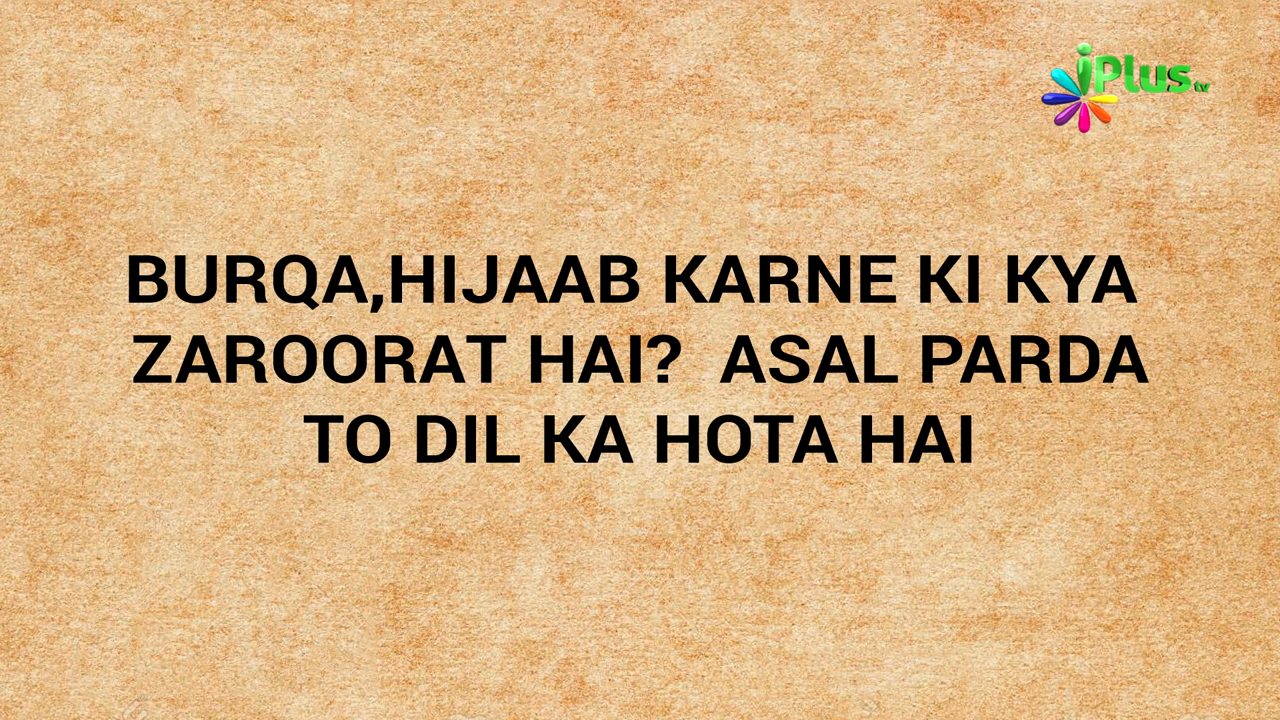 iPlus tv
BURQA,HIJAAB KARNE KI KYA
ZAROORAT HAI?  ASAL PARDA
TO DIL KA HOTA HAI